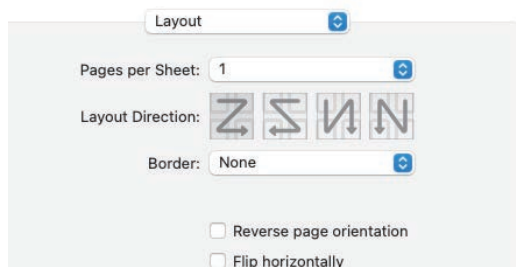 Layout
Pages per Sheet: 1
Layout Direction:
Border: None
Reverse page orientation
Flip horizontally